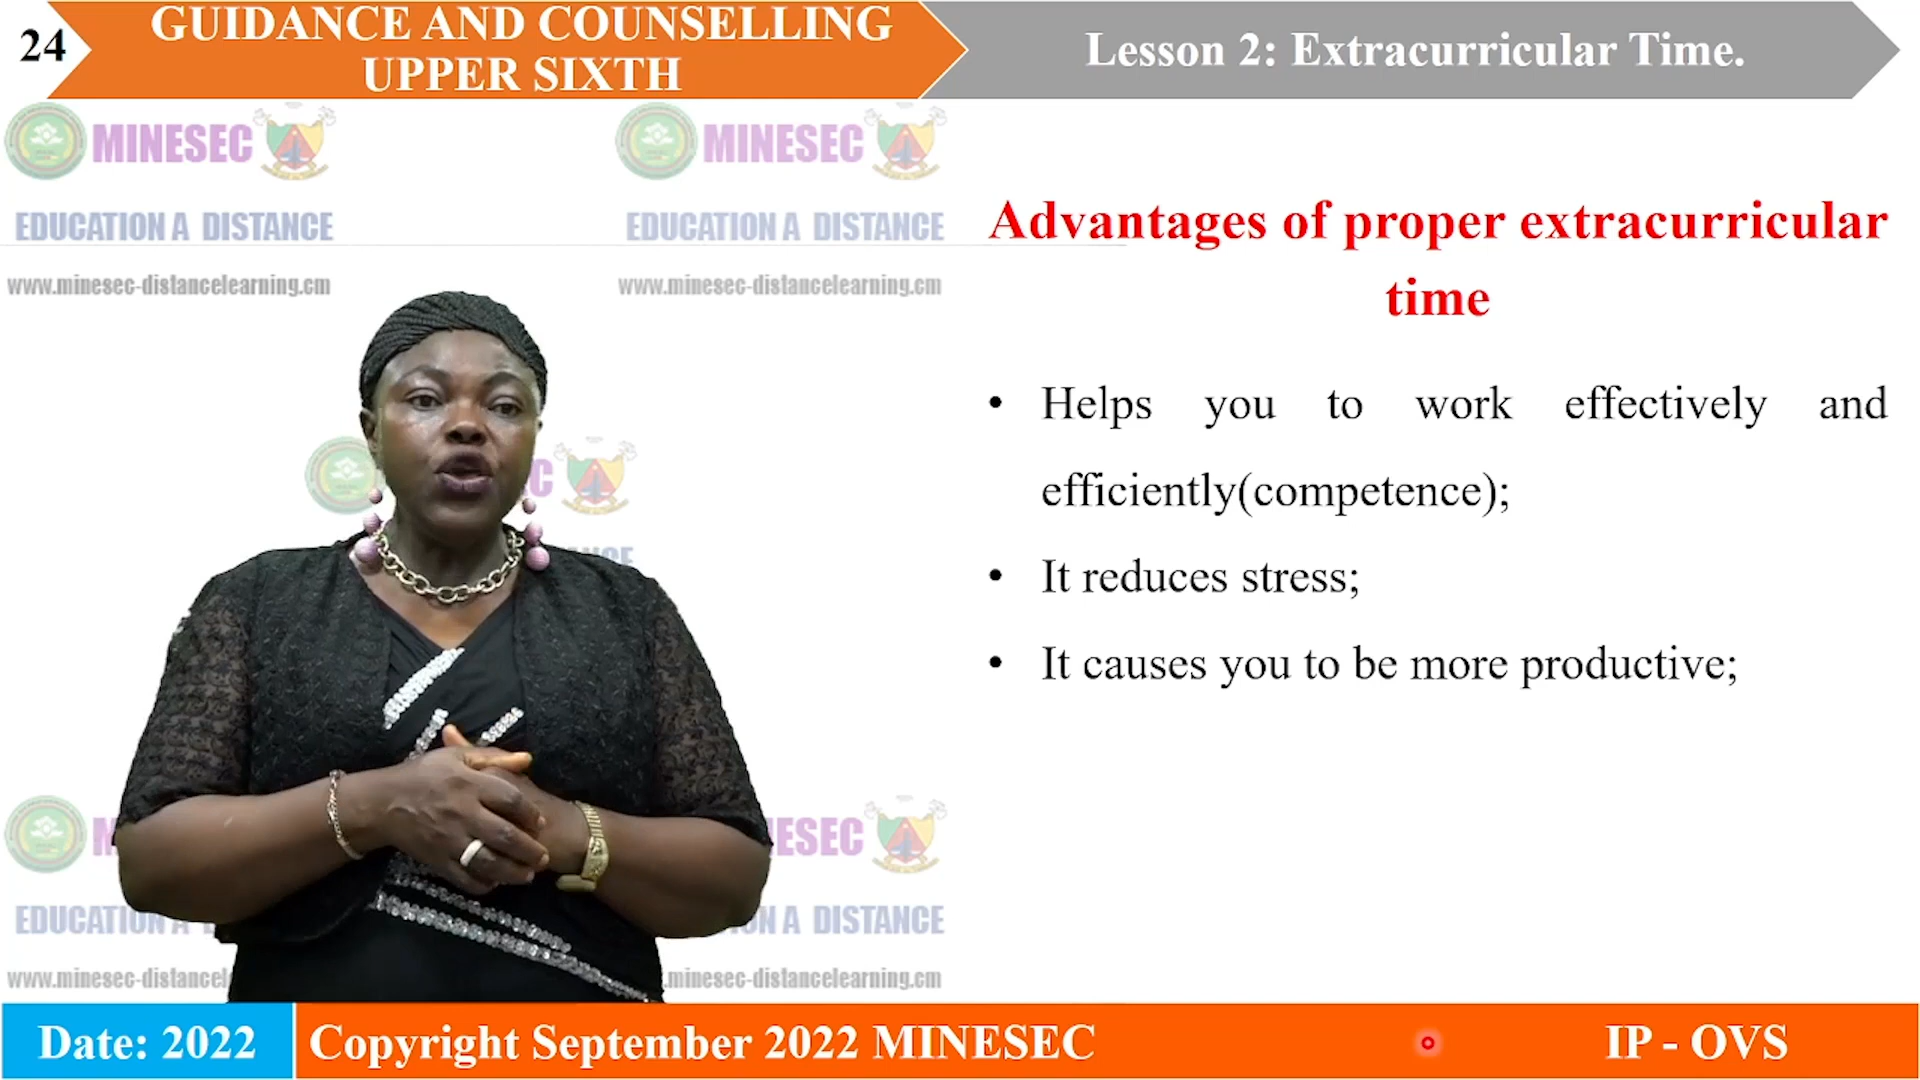 24
GUIDANCE AND COUNSELLING
UPPER SIXTH
Lesson 2: Extracurricular Time.
MINESEC
EDUCATION A DISTANCE
www.minesec-distancelearning.cm
MINESEC
EDUCATION A DISTANCE
www.minesec-distancelearning.cm
Advantages of proper extracurricular
time
• Helps you to work effectively and
efficiently(competence);
• It reduces stress;
• It causes you to be more productive;
C
NCE
M
EDUCATION A
www.minesec-distancel
NESEC
ON A DISTANCE
minesec-distancelearning.cm
Date: 2022
Copyright September 2022 MINESEC
IP - OVS